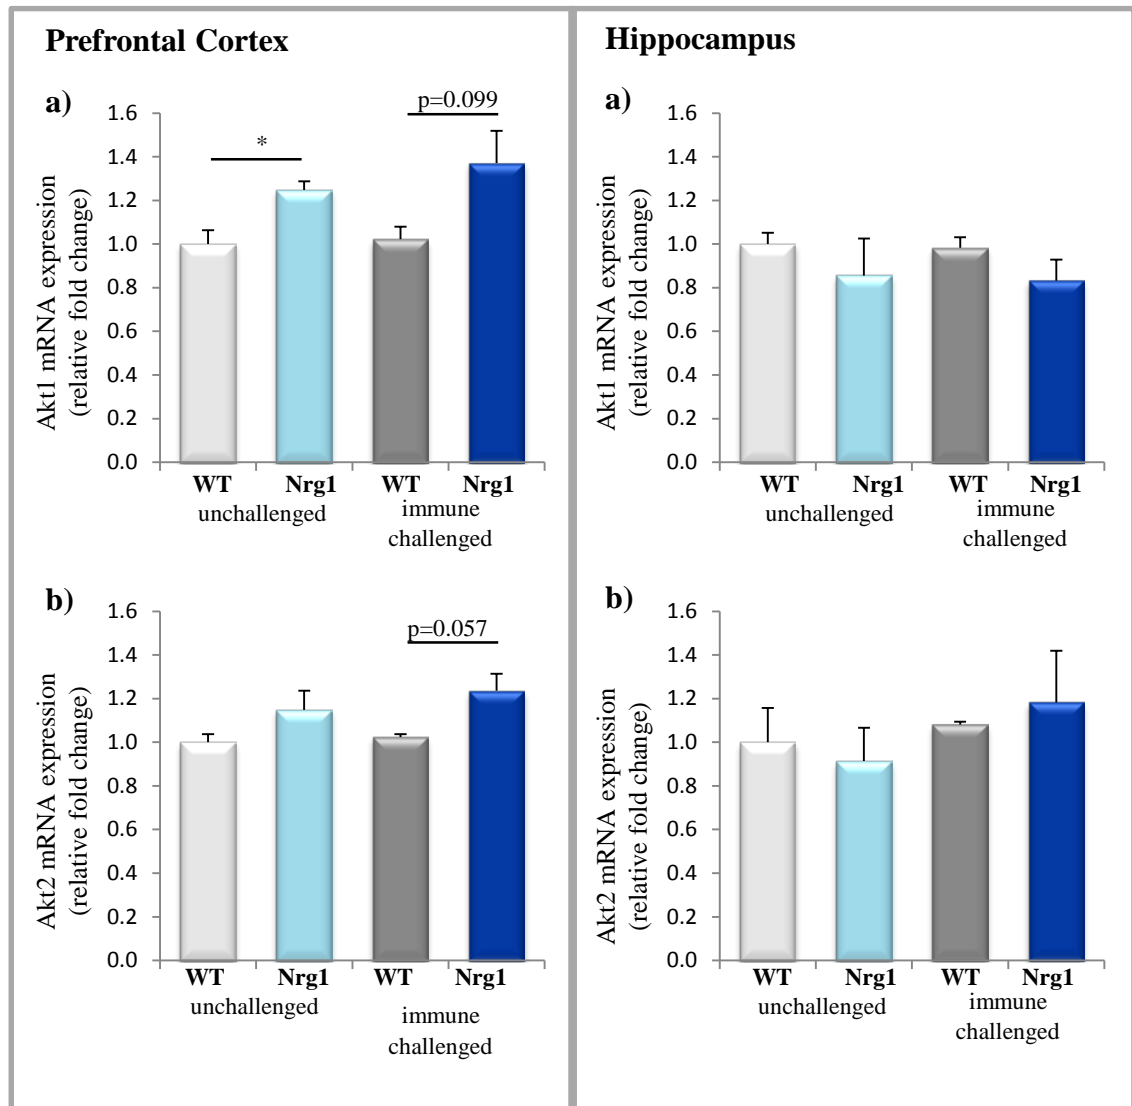 Prefrontal Cortex
a)
p=0.099
*
Akt1 mRNA expression
(relative fold change)
1.6
1.4
1.2
1.0
0.8
0.6
0.4
0.2
0.0
WT
Nrg1
WT
Nrg1
unchallenged
immune
challenged
b)
p=0.057
Akt2 mRNA expression
(relative fold change)
1.6
1.4
1.2
1.0
0.8
0.6
0.4
0.2
0.0
WT
Nrg1
WT
Nrg1
unchallenged
immune
challenged
Hippocampus
a)
Akt1 mRNA expression
(relative fold change)
1.6
1.4
1.2
1.0
0.8
0.6
0.4
0.2
0.0
WT
Nrg1
WT
Nrg1
unchallenged
immune
challenged
b)
Akt2 mRNA expression
(relative fold change)
1.6
1.4
1.2
1.0
0.8
0.6
0.4
0.2
0.0
WT
Nrg1
WT
Nrg1
unchallenged
immune
challenged